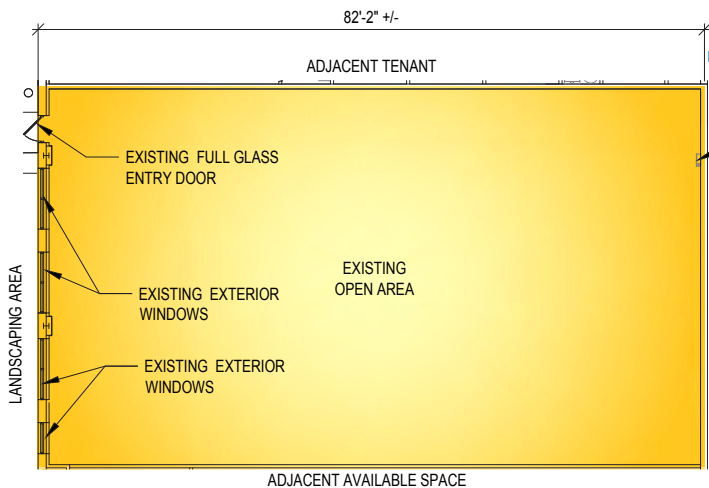 82'-2" +/-
ADJACENT TENANT
EXISTING FULL GLASS
ENTRY DOOR
EXISTING
OPEN AREA
EXISTING EXTERIOR
WINDOWS
LANDSCAPING AREA
EXISTING EXTERIOR
WINDOWS
ADJACENT AVAILABLE SPACE